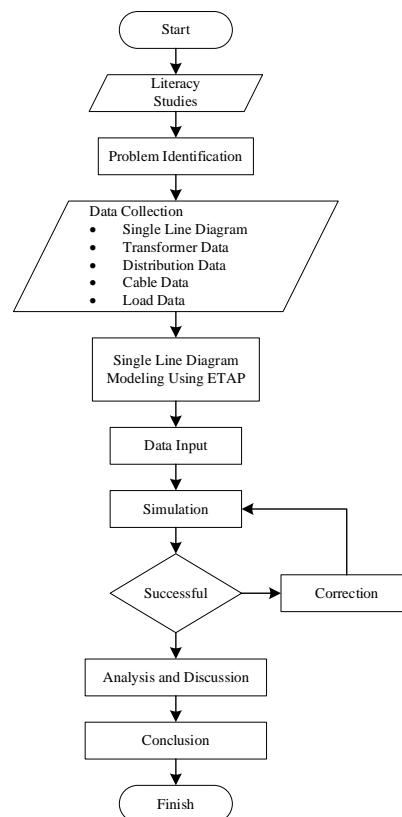 Start
Literacy
Studies
Problem Identification
Data Collection
• Single Line Diagram
• Transformer Data
• Distribution Data
• Cable Data
• Load Data
Single Line Diagram
Modeling Using ETAP
Data Input
Simulation
Successful
Correction
Analysis and Discussion
Conclusion
Finish